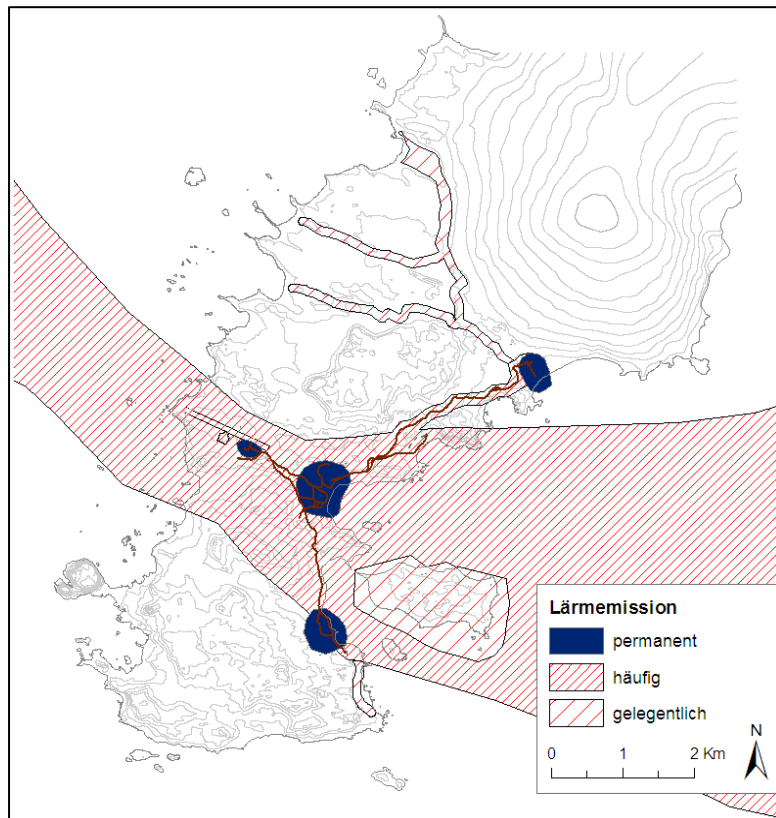 Lärmemission
permanent
häufig
gelegentlich
N
0 1 2 Km